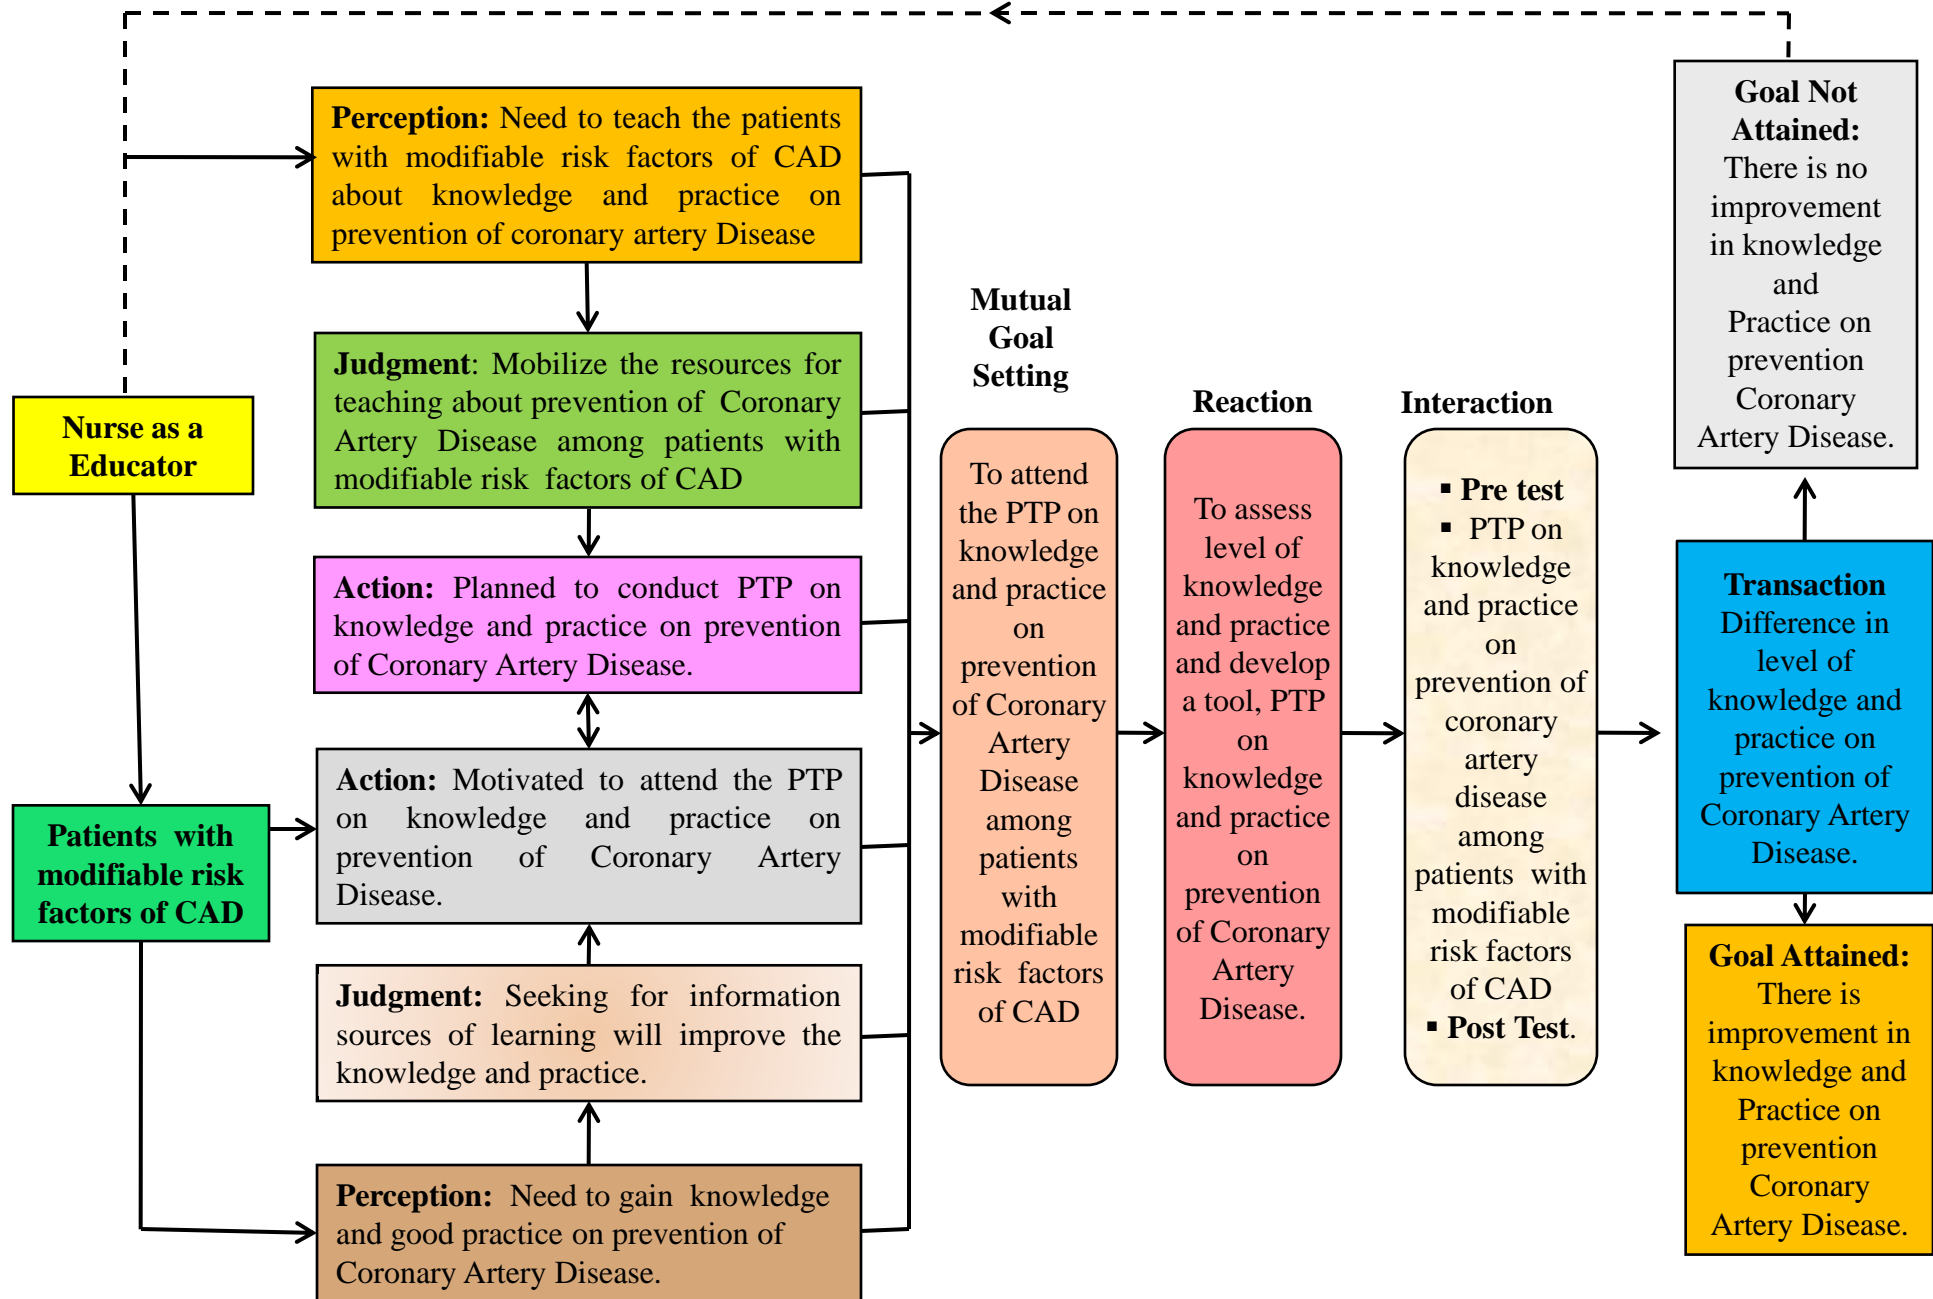 Nurse as a
Educator
Patients with
modifiable risk
factors of CAD
Perception: Need to teach the patients
with modifiable risk factors of CAD
about knowledge and practice on
prevention of coronary artery Disease
Judgment: Mobilize the resources for
teaching about prevention of Coronary
Artery Disease among patients with
modifiable risk factors of CAD
Action: Planned to conduct PTP on
knowledge and practice on prevention
of Coronary Artery Disease.
Action: Motivated to attend the PTP
on knowledge and practice on
prevention of Coronary Artery
Disease.
Judgment: Seeking for information
sources of learning will improve the
knowledge and practice.
Perception: Need to gain knowledge
and good practice on prevention of
Coronary Artery Disease.
Mutual
Goal
Setting
To attend
the PTP on
knowledge
and practice
on
prevention
of Coronary
Artery
Disease
among
patients
with
modifiable
risk factors
of CAD
Reaction
To assess
level of
knowledge
and practice
and develop
a tool, PTP
on
knowledge
and practice
on
prevention
of Coronary
Artery
Disease.
Interaction
▪ Pre test
▪ PTP on
knowledge
and practice
on
prevention of
coronary
artery
disease
among
patients with
modifiable
risk factors
of CAD
▪ Post Test.
Goal Not
Attained:
There is no
improvement
in knowledge
and
Practice on
prevention
Coronary
Artery Disease.
Transaction
Difference in
level of
knowledge and
practice on
prevention of
Coronary Artery
Disease.
Goal Attained:
There is
improvement in
knowledge and
Practice on
prevention
Coronary
Artery Disease.